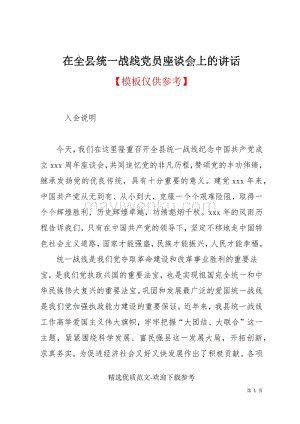 在全县统一战线党员座谈会上的讲话
【模板仅供参考】
入会说明
今天，我们在这里隆重召开全县统一战线纪念中国共产党成
立 xxx 周年座谈会，共同追忆党的非凡历程，赞颂党的丰功伟绩，
继承发扬党的优良传统，具有十分重要的意义。建党 xxx 年来，
中国共产党从无到有、从小到大，克服一个个艰难险阻，取得一
个个辉煌胜利，历史辉煌卓越，功绩彪炳千秋。xxx 年的风雨历
程告诉我们，只有在中国共产党的领导下，坚定不移地走中国特
色社会主义道路，国家才能强盛，民族才能振兴，人民才能幸福。
统一战线是我们党夺取革命建设和改革事业胜利的重要法
宝，是我们党执政兴国的重要法宝，也是实现祖国完全统一和中
华民族伟大复兴的重要法宝。巩固和发展最广泛的爱国统一战线
是我们党加强执政能力建设的重要保证。近年来，我县统一战线
工作高举爱国主义伟大旗帜，牢牢把握“大团结、大联合”这一
主题，紧紧围绕科学发展、富民强县这一发展大局，开拓创新、
求真务实，为促进经济社会又好又快发展作出了积极贡献。各项
精选优质范文-欢迎下载参考
第 1 页